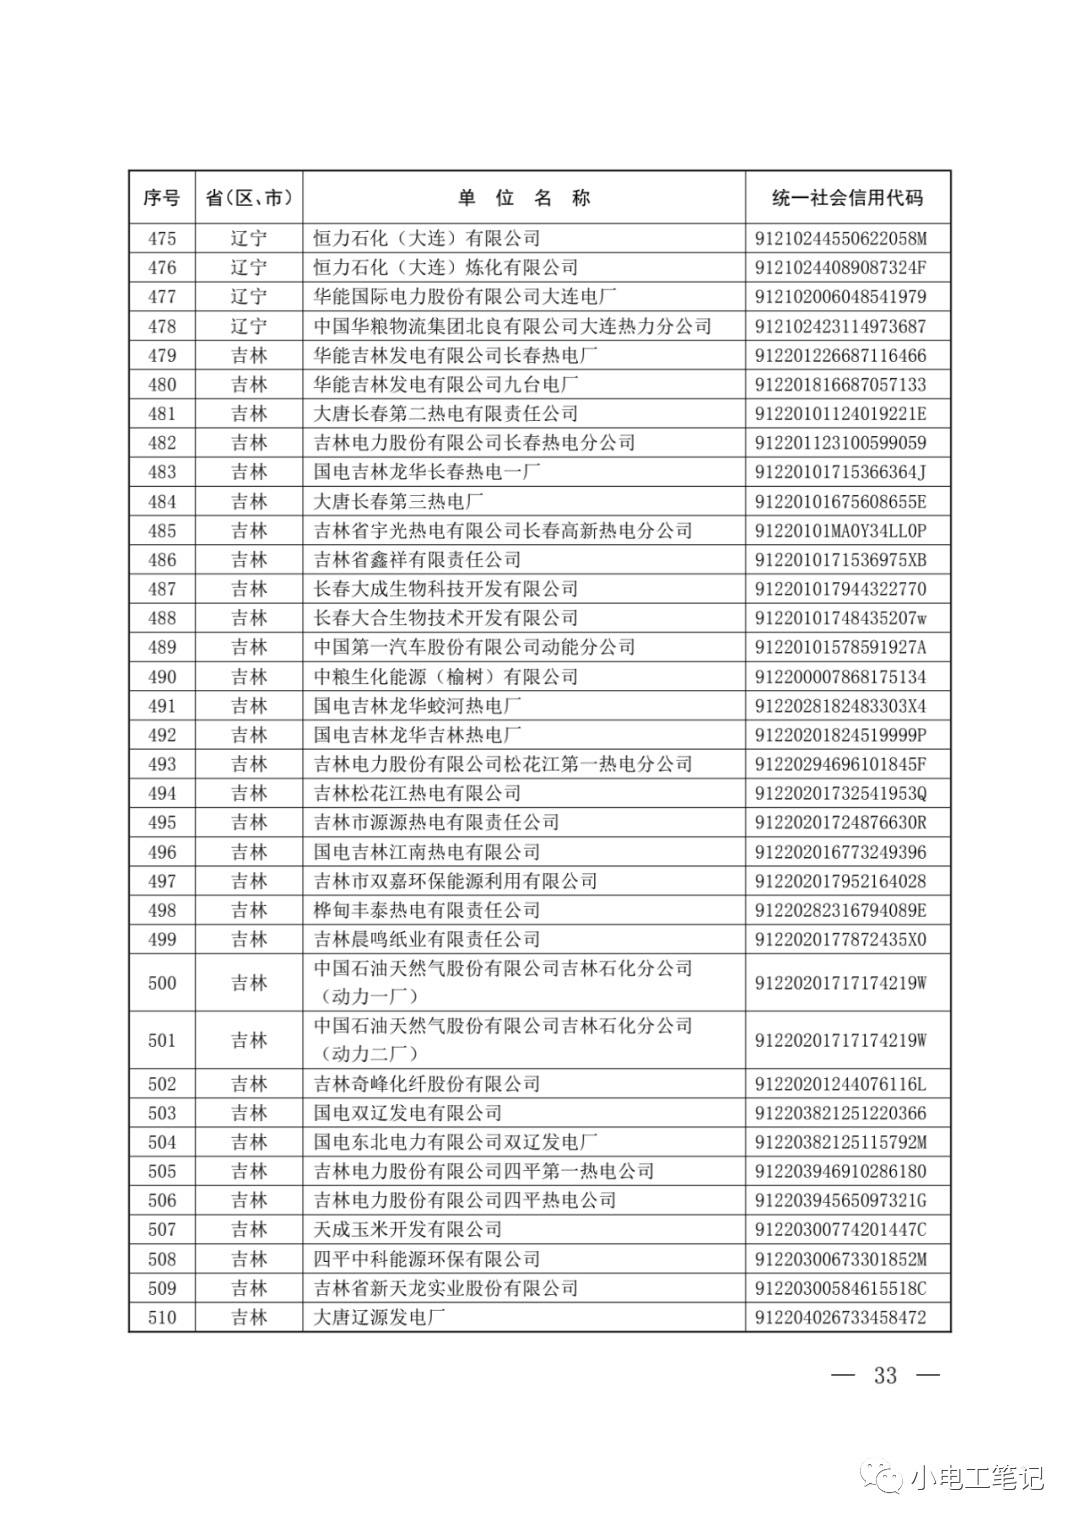 序号 省(区、市) 单位名称 统一社会信用代码
475 辽宁 恒力石化（大连）有限公司 91210244550622058M
476 辽宁 恒力石化（大连）炼化有限公司 91210244089087324F
477 辽宁 华能国际电力股份有限公司大连电厂 912102006048541979
478 辽宁 中国华粮物流集团北良有限公司大连热力分公司 912102423114973687
479 吉林 华能吉林发电有限公司长春热电厂 912201226687116466
480 吉林 华能吉林发电有限公司九台电厂 912201816687057133
481 吉林 大唐长春第二热电有限责任公司 91220101124019221E
482 吉林 吉林电力股份有限公司长春热电分公司 912201123100599059
483 吉林 国电吉林龙华长春热电一厂 91220101715366364J
484 吉林 大唐长春第三热电厂 91220101675608655E
485 吉林 吉林省宇光热电有限公司长春高新热电分公司 91220101MA0Y34LL0P
486 吉林 吉林省鑫祥有限责任公司 9122010171536975XB
487 吉林 长春大成生物科技开发有限公司 912201017944322770
488 吉林 长春大合生物技术开发有限公司 91220101748435207w
489 吉林 中国第一汽车股份有限公司动能分公司 91220101578591927A
490 吉林 中粮生化能源（榆树）有限公司 912200007868175134
491 吉林 国电吉林龙华蛟河热电厂 9122028182483303X4
492 吉林 国电吉林龙华吉林热电厂 91220201824519999P
493 吉林 吉林电力股份有限公司松花江第一热电分公司 91220294696101845F
494 吉林 吉林松花江热电有限公司 91220201732541953Q
495 吉林 吉林市源源热电有限责任公司 91220201724876630R
496 吉林 国电吉林江南热电有限公司 912202016773249396
497 吉林 吉林市双嘉环保能源利用有限公司 912202017952164028
498 吉林 桦甸丰泰热电有限责任公司 91220282316794089E
499 吉林 吉林晨鸣纸业有限责任公司 9122020177872435X0
500 吉林 中国石油天然气股份有限公司吉林石化分公司 91220201717174219W
（动力一厂）
501 吉林 中国石油天然气股份有限公司吉林石化分公司 91220201717174219W
（动力二厂）
502 吉林 吉林奇峰化纤股份有限公司 91220201244076116L
503 吉林 国电双辽发电有限公司 912203821251220366
504 吉林 国电东北电力有限公司双辽发电厂 91220382125115792M
505 吉林 吉林电力股份有限公司四平第一热电公司 912203946910286180
506 吉林 吉林电力股份有限公司四平热电公司 91220394565097321G
507 吉林 天成玉米开发有限公司 91220300774201447C
508 吉林 四平中科能源环保有限公司 91220300673301852M
509 吉林 吉林省新天龙实业股份有限公司 91220300584615518C
510 吉林 大唐辽源发电厂 912204026733458472
— 33 —
小电工笔记